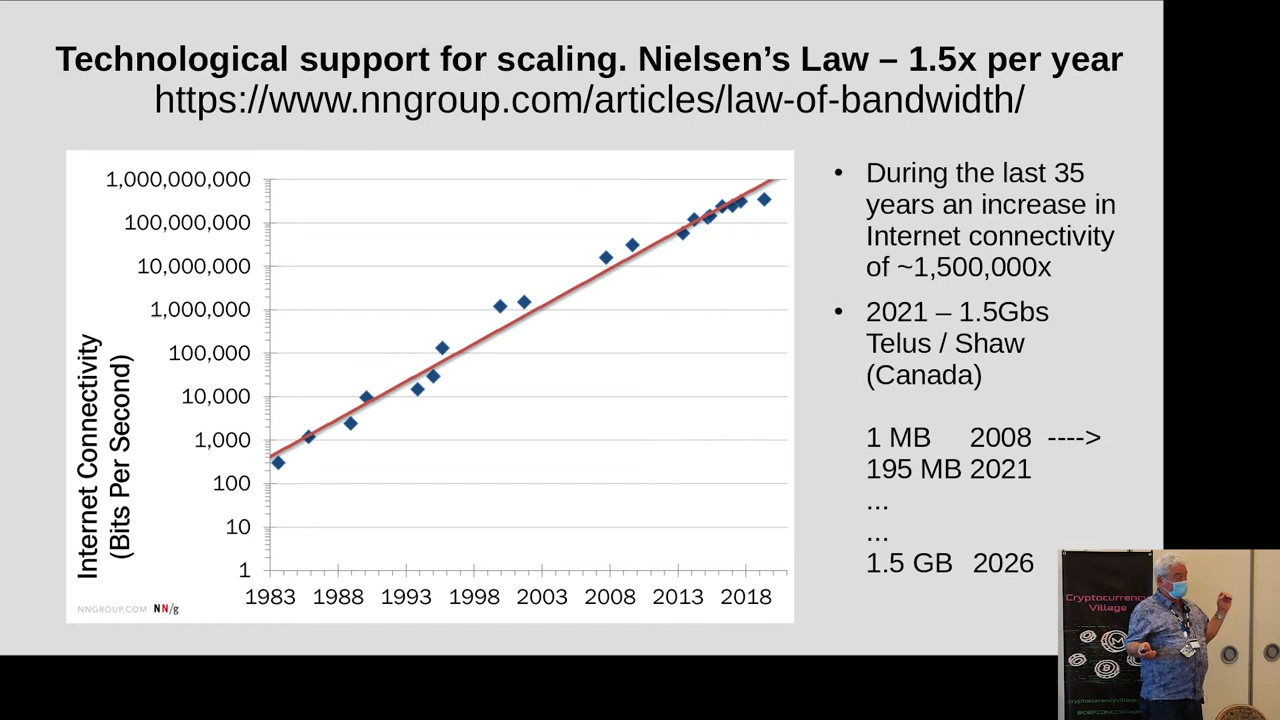 Technological support for scaling. Nielsen’s Law – 1.5x per year
https://www.nngroup.com/articles/law-of-bandwidth/
1,000,000,000
100,000,000
10,000,000
1,000,000
100,000
10,000
1,000
100
10
1
Internet Connectivity
(Bits Per Second)
1983 1988 1993 1998 2003 2008 2013 2018
NNGROUP.COM NN/g
• During the last 35
years an increase in
Internet connectivity
of ~1,500,000x
• 2021 – 1.5Gbs
Telus / Shaw
(Canada)
1 MB 2008 ---->
195 MB 2021
...
...
1.5 GB 2026
Cryptocurrency
Village